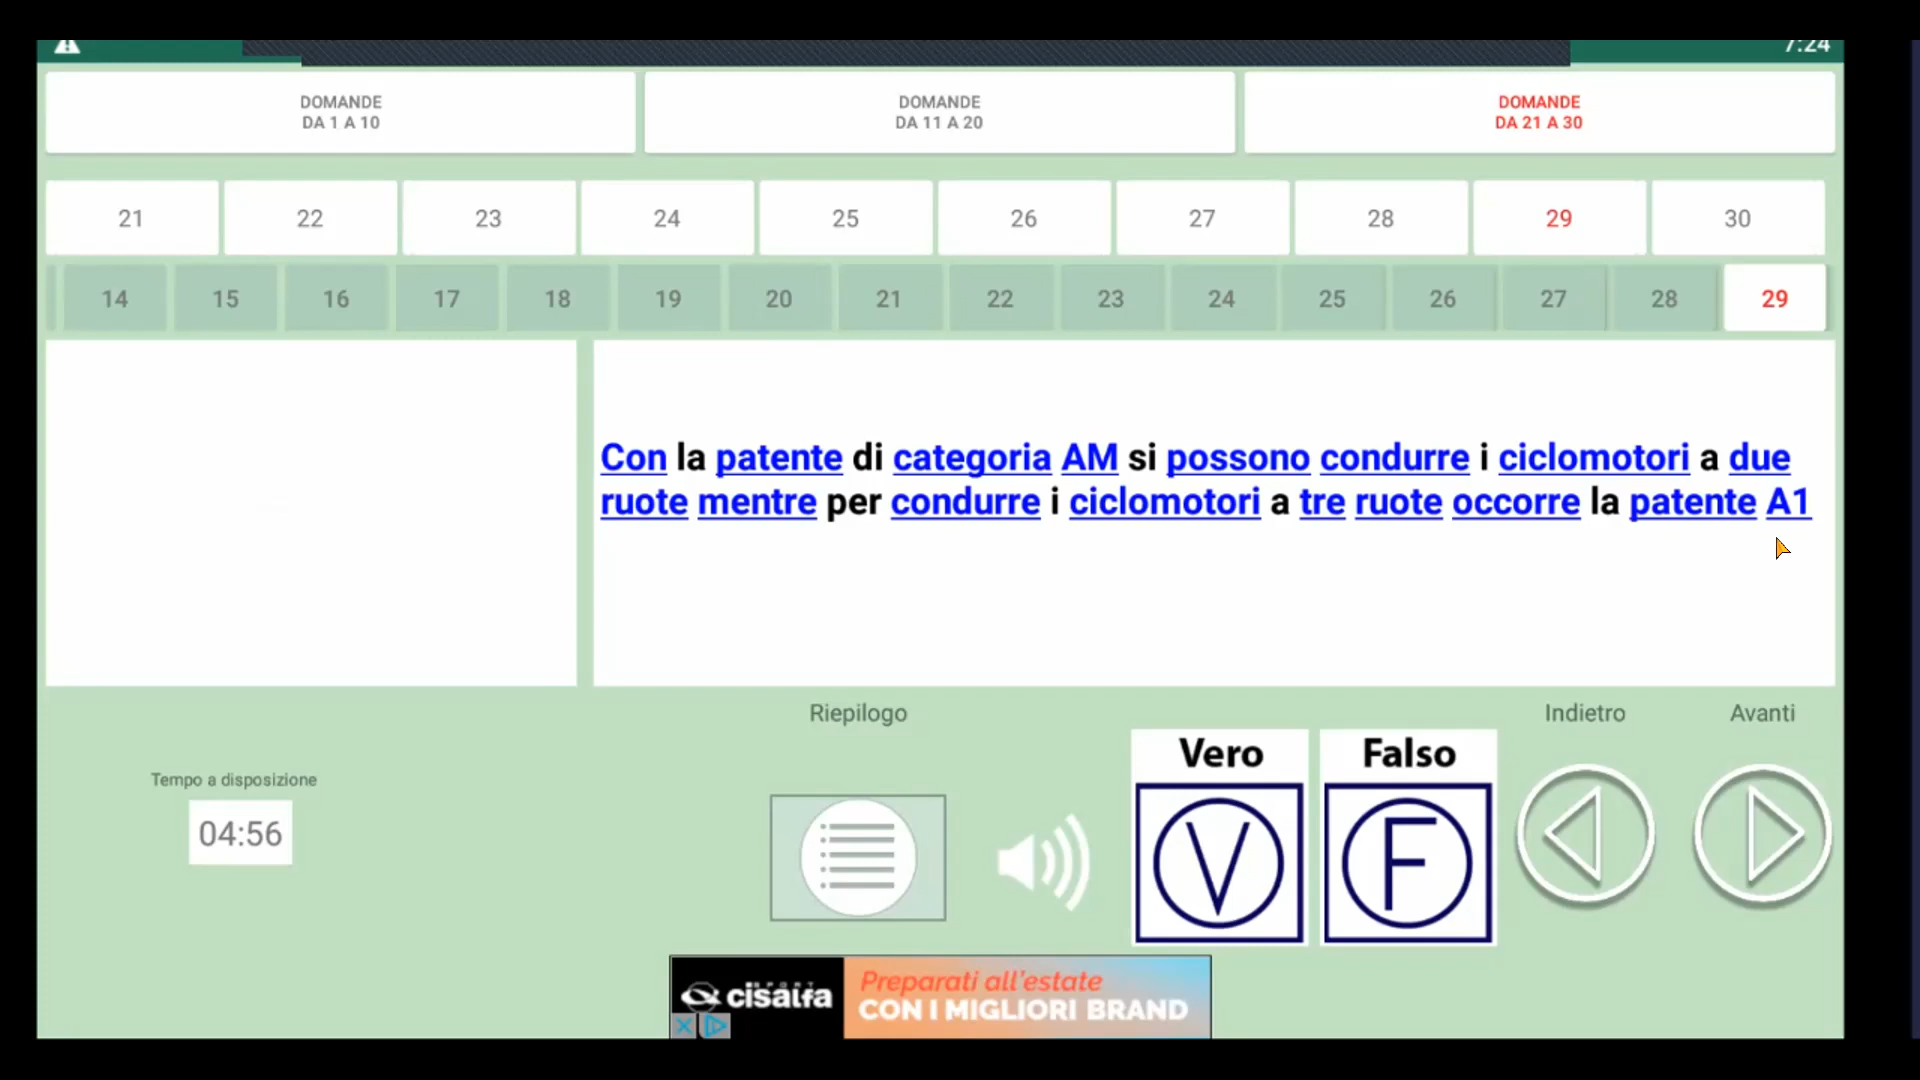 7:24
DOMANDE
DA 1 A 10
DOMANDE
DA 11 A 20
DOMANDE
DA 21 A 30
21 22 23 24 25 26 27 28 29 30
14 15 16 17 18 19 20 21 22 23 24 25 26 27 28 29
Con la patente di categoria AM si possono condurre i ciclomotori a due
ruote mentre per condurre i ciclomotori a tre ruote occorre la patente A1
Riepilogo
Indietro
Avanti
Tempo a disposizione
04:56
Vero
Falso
V
F
SPORT
cisalfa
Preparati all'estate
CON I MIGLIORI BRAND